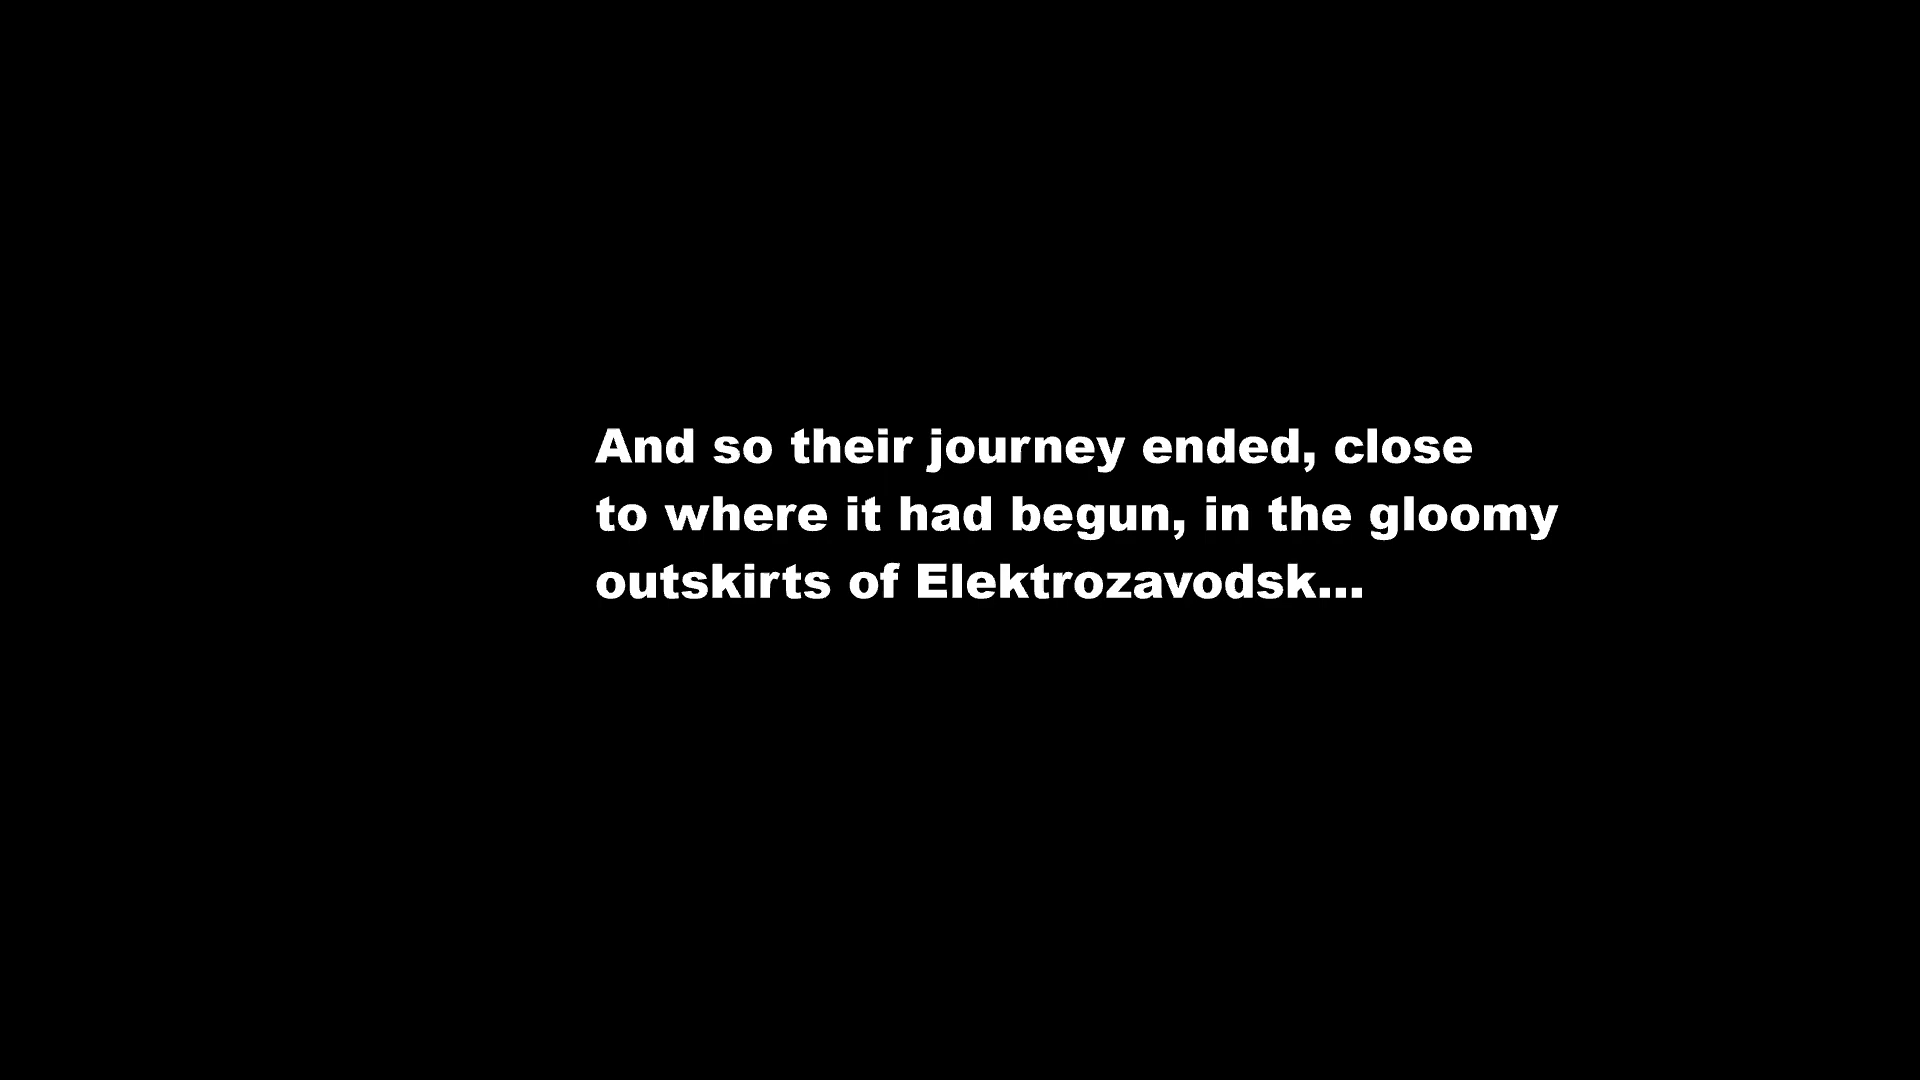 And so their journey ended, close
to where it had begun, in the gloomy
outskirts of Elektrozavodsk...